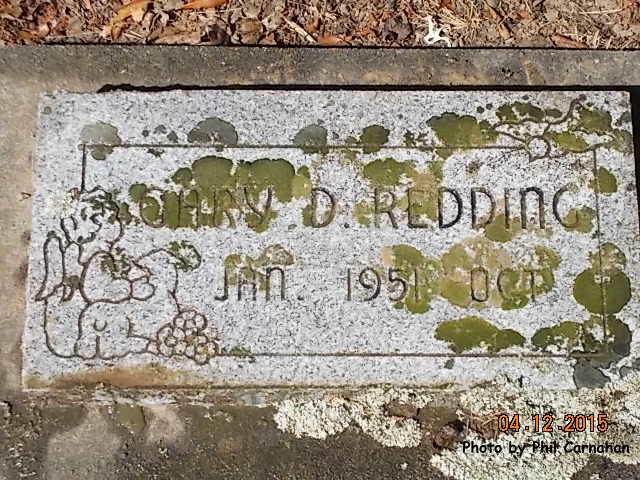 GARY D. REDDING
JAN. 1951 OCT
04.12.2015
Photo by Phil Carnahan